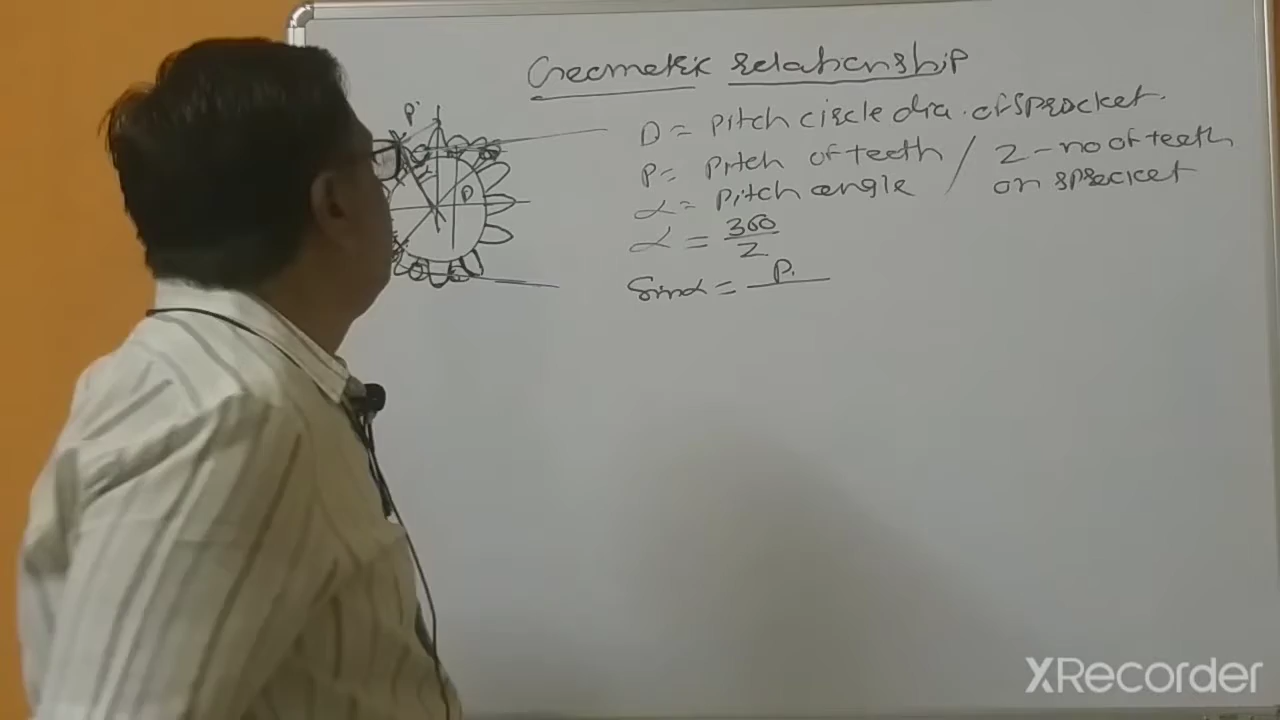 Geometric relationship
P
D
D = Pitch circle dia. of sprocket.
P = Pitch of teeth / Z - no of teeth
α = Pitch angle / on sprocket
α = 360/Z
Sinα = P
XRecorder